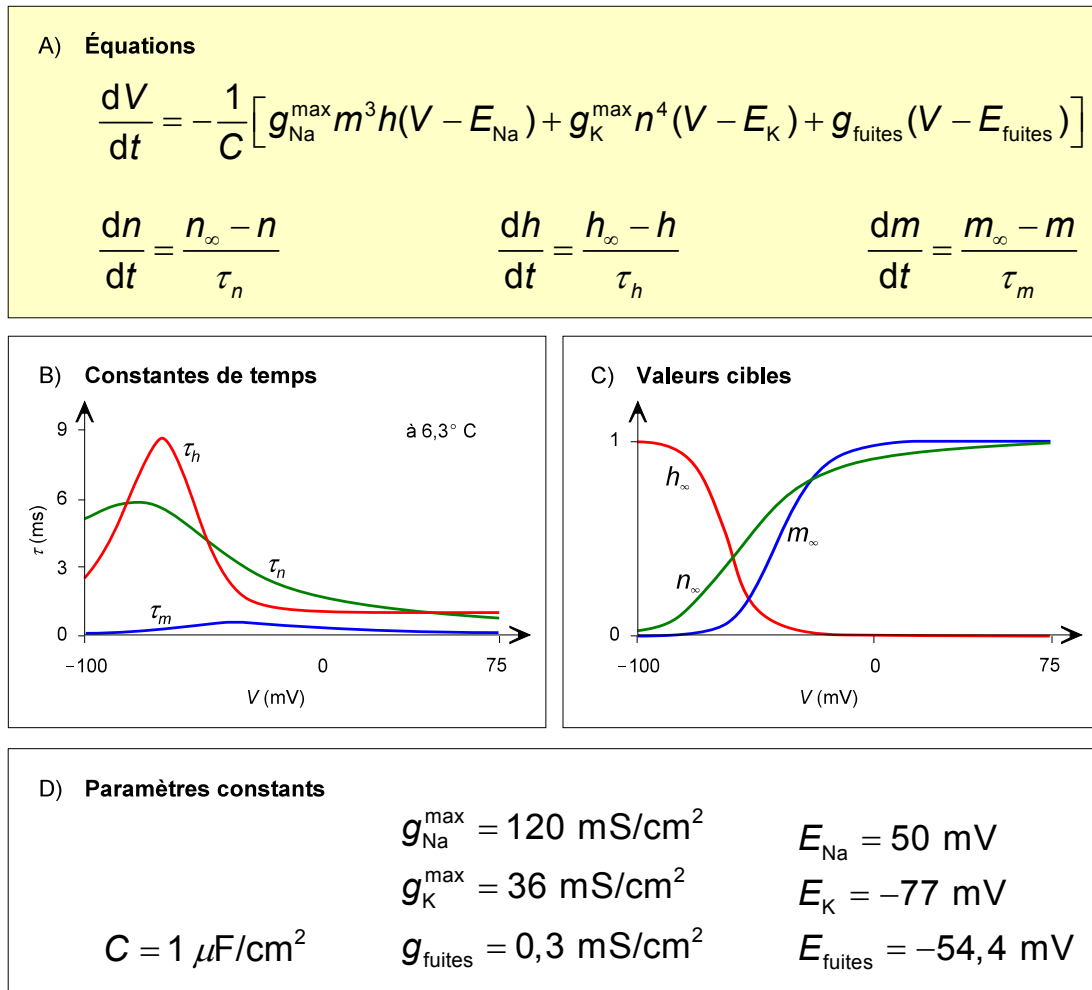 A) Équations
dV/dt = −1/C [g_Na^max m³h(V − E_Na) + g_K^max n⁴(V − E_K) + g_fuites(V − E_fuites)]
dn/dt = (n_∞ − n)/τ_n
dh/dt = (h_∞ − h)/τ_h
dm/dt = (m_∞ − m)/τ_m
B) Constantes de temps
à 6,3° C
9
6
3
0
τ (ms)
τ_h
τ_n
τ_m
−100
0
75
V (mV)
C) Valeurs cibles
1
0
h_∞
m_∞
n_∞
−100
0
75
V (mV)
D) Paramètres constants
C = 1 μF/cm²
g_Na^max = 120 mS/cm²
g_K^max = 36 mS/cm²
g_fuites = 0,3 mS/cm²
E_Na = 50 mV
E_K = −77 mV
E_fuites = −54,4 mV